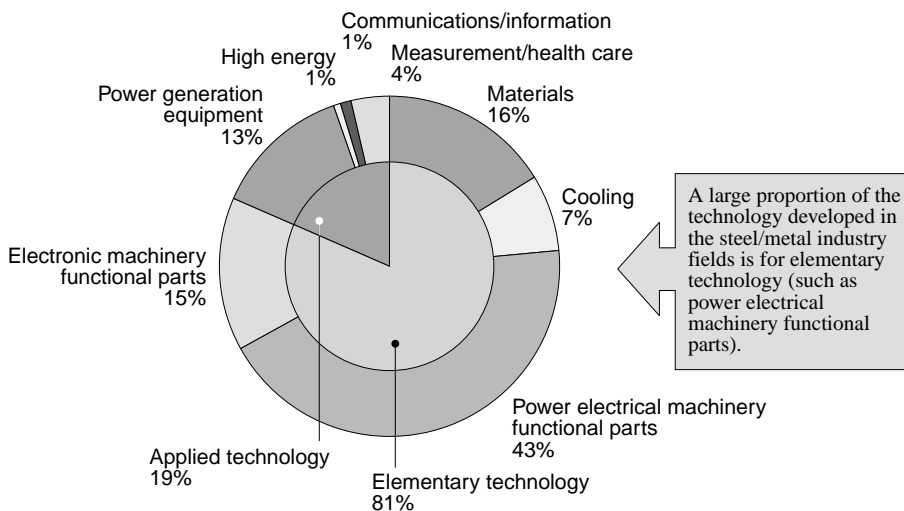 Communications/information
1%
High energy
1%
Measurement/health care
4%
Power generation
equipment
13%
Materials
16%
Cooling
7%
A large proportion of the
technology developed in
the steel/metal industry
fields is for elementary
technology (such as
power electrical
machinery functional
parts).
Electronic machinery
functional parts
15%
Power electrical machinery
functional parts
43%
Applied technology
19%
Elementary technology
81%